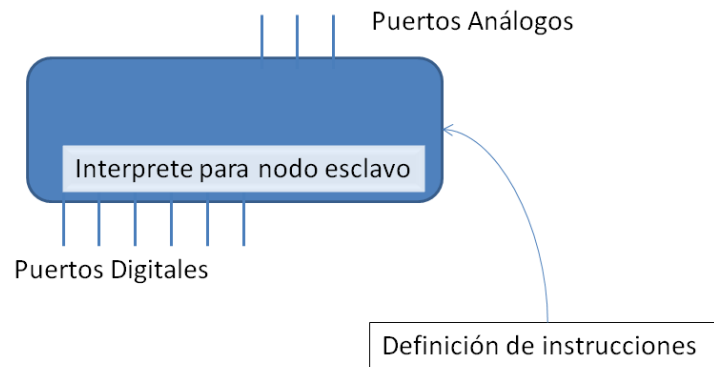 Puertos Análogos
Interprete para nodo esclavo
Puertos Digitales
Definición de instrucciones